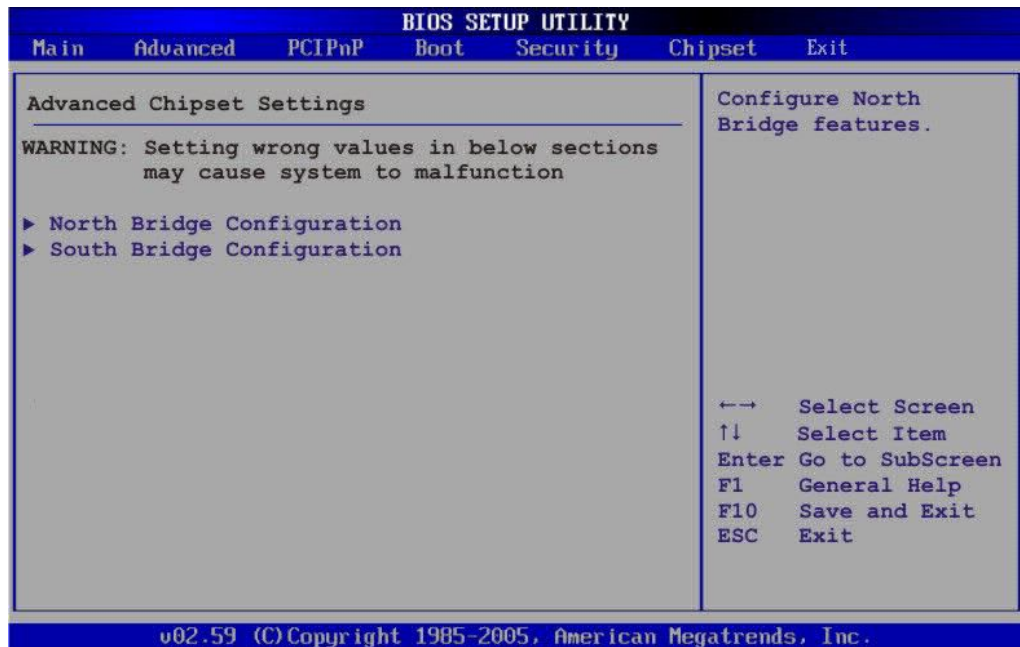 BIOS SETUP UTILITY
Main Advanced PCIPnP Boot Security Chipset Exit
Advanced Chipset Settings
WARNING: Setting wrong values in below sections
may cause system to malfunction
► North Bridge Configuration
► South Bridge Configuration
Configure North
Bridge features.
←→ Select Screen
↑↓ Select Item
Enter Go to SubScreen
F1 General Help
F10 Save and Exit
ESC Exit
v02.59 (C)Copyright 1985-2005, American Megatrends, Inc.